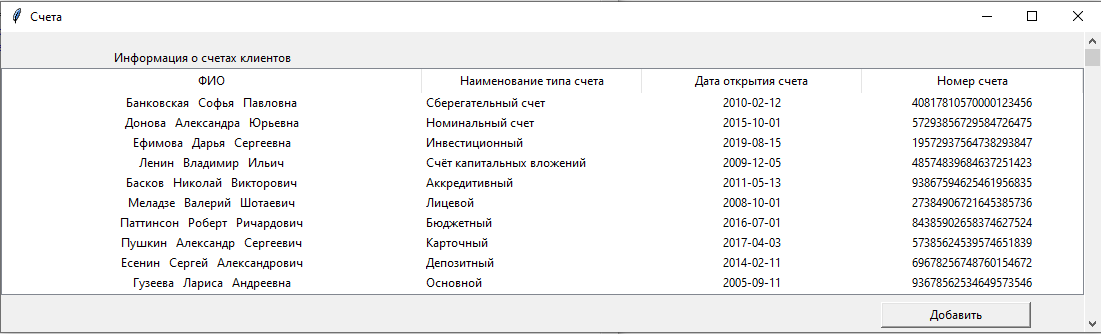 Счета
Информация о счетах клиентов
ФИО Наименование типа счета Дата открытия счета Номер счета
Банковская Софья Павловна Сберегательный счет 2010-02-12 40817810570000123456
Донова Александра Юрьевна Номинальный счет 2015-10-01 57293856729584726475
Ефимова Дарья Сергеевна Инвестиционный 2019-08-15 19572937564738293847
Ленин Владимир Ильич Счёт капитальных вложений 2009-12-05 48574839684637251423
Басков Николай Викторович Аккредитивный 2011-05-13 93867594625461956835
Меладзе Валерий Шотаевич Лицевой 2008-10-01 27384906721645385736
Паттинсон Роберт Ричардович Бюджетный 2016-07-01 84385902658374627524
Пушкин Александр Сергеевич Карточный 2017-04-03 57385624539574651839
Есенин Сергей Александрович Депозитный 2014-02-11 69678256748760154672
Гузеева Лариса Андреевна Основной 2005-09-11 93678562534649573546
Добавить